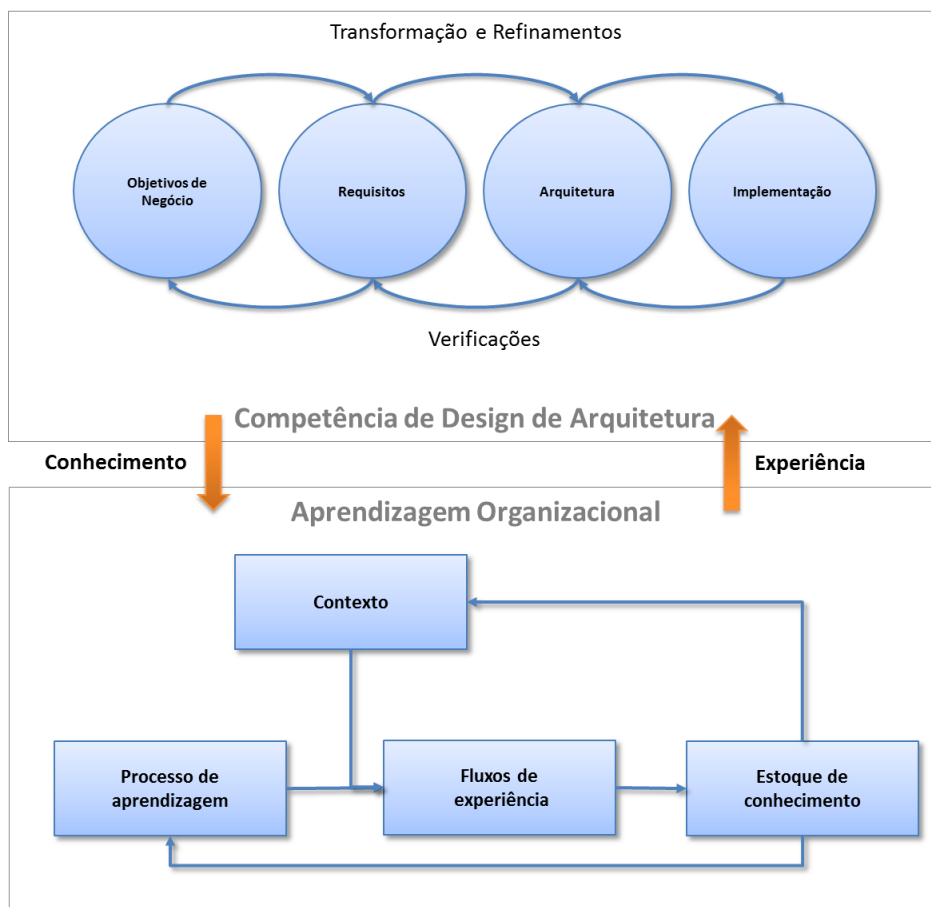 Transformação e Refinamentos
Objetivos de
Negócio
Requisitos
Arquitetura
Implementação
Verificações
Competência de Design de Arquitetura
Conhecimento
Experiência
Aprendizagem Organizacional
Contexto
Processo de
aprendizagem
Fluxos de
experiência
Estoque de
conhecimento